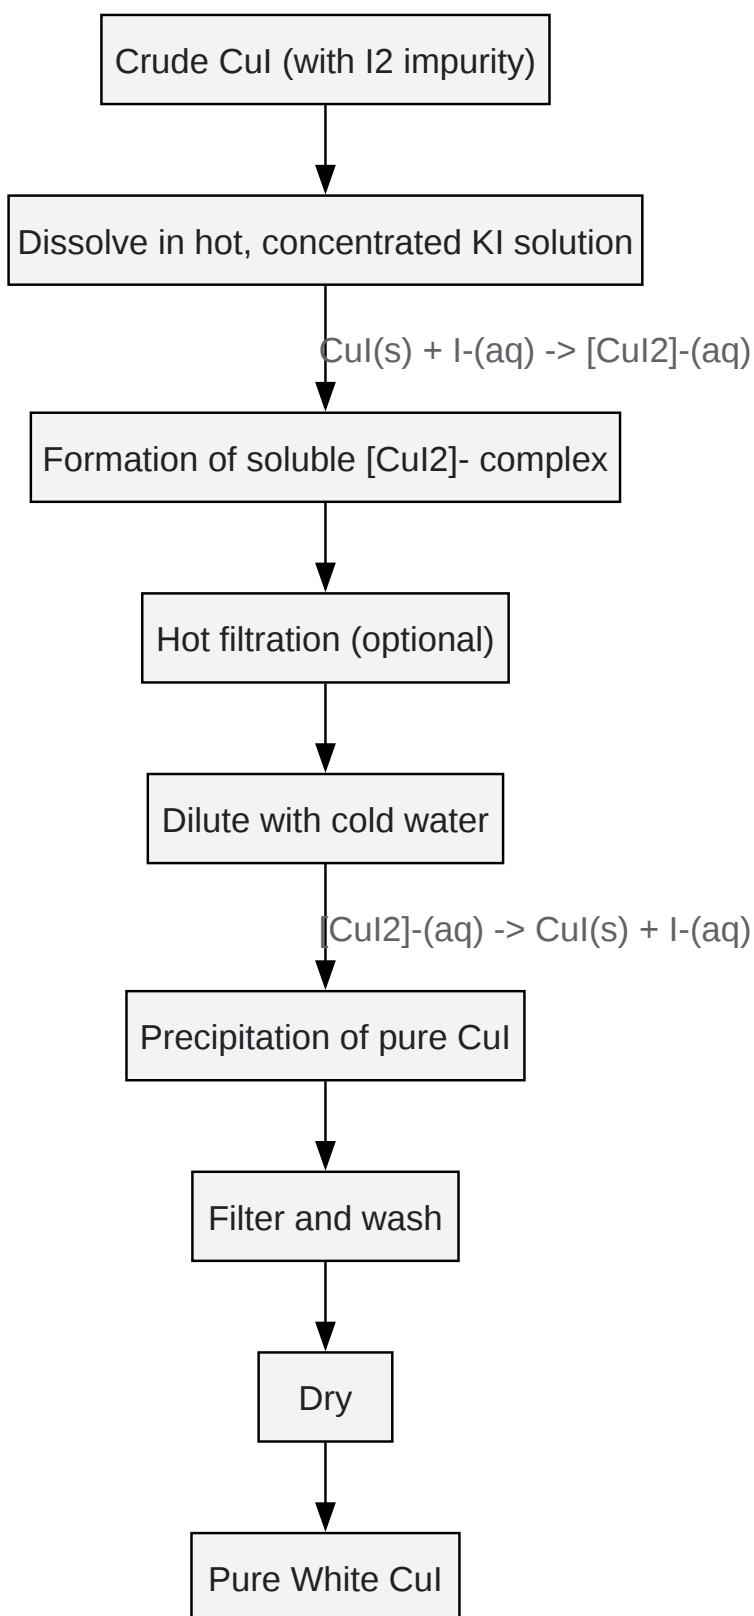 Crude CuI (with I2 impurity)
Dissolve in hot, concentrated KI solution
CuI(s) + I-(aq) -> [CuI2]-(aq)
Formation of soluble [CuI2]- complex
Hot filtration (optional)
Dilute with cold water
[CuI2]-(aq) -> CuI(s) + I-(aq)
Precipitation of pure CuI
Filter and wash
Dry
Pure White CuI